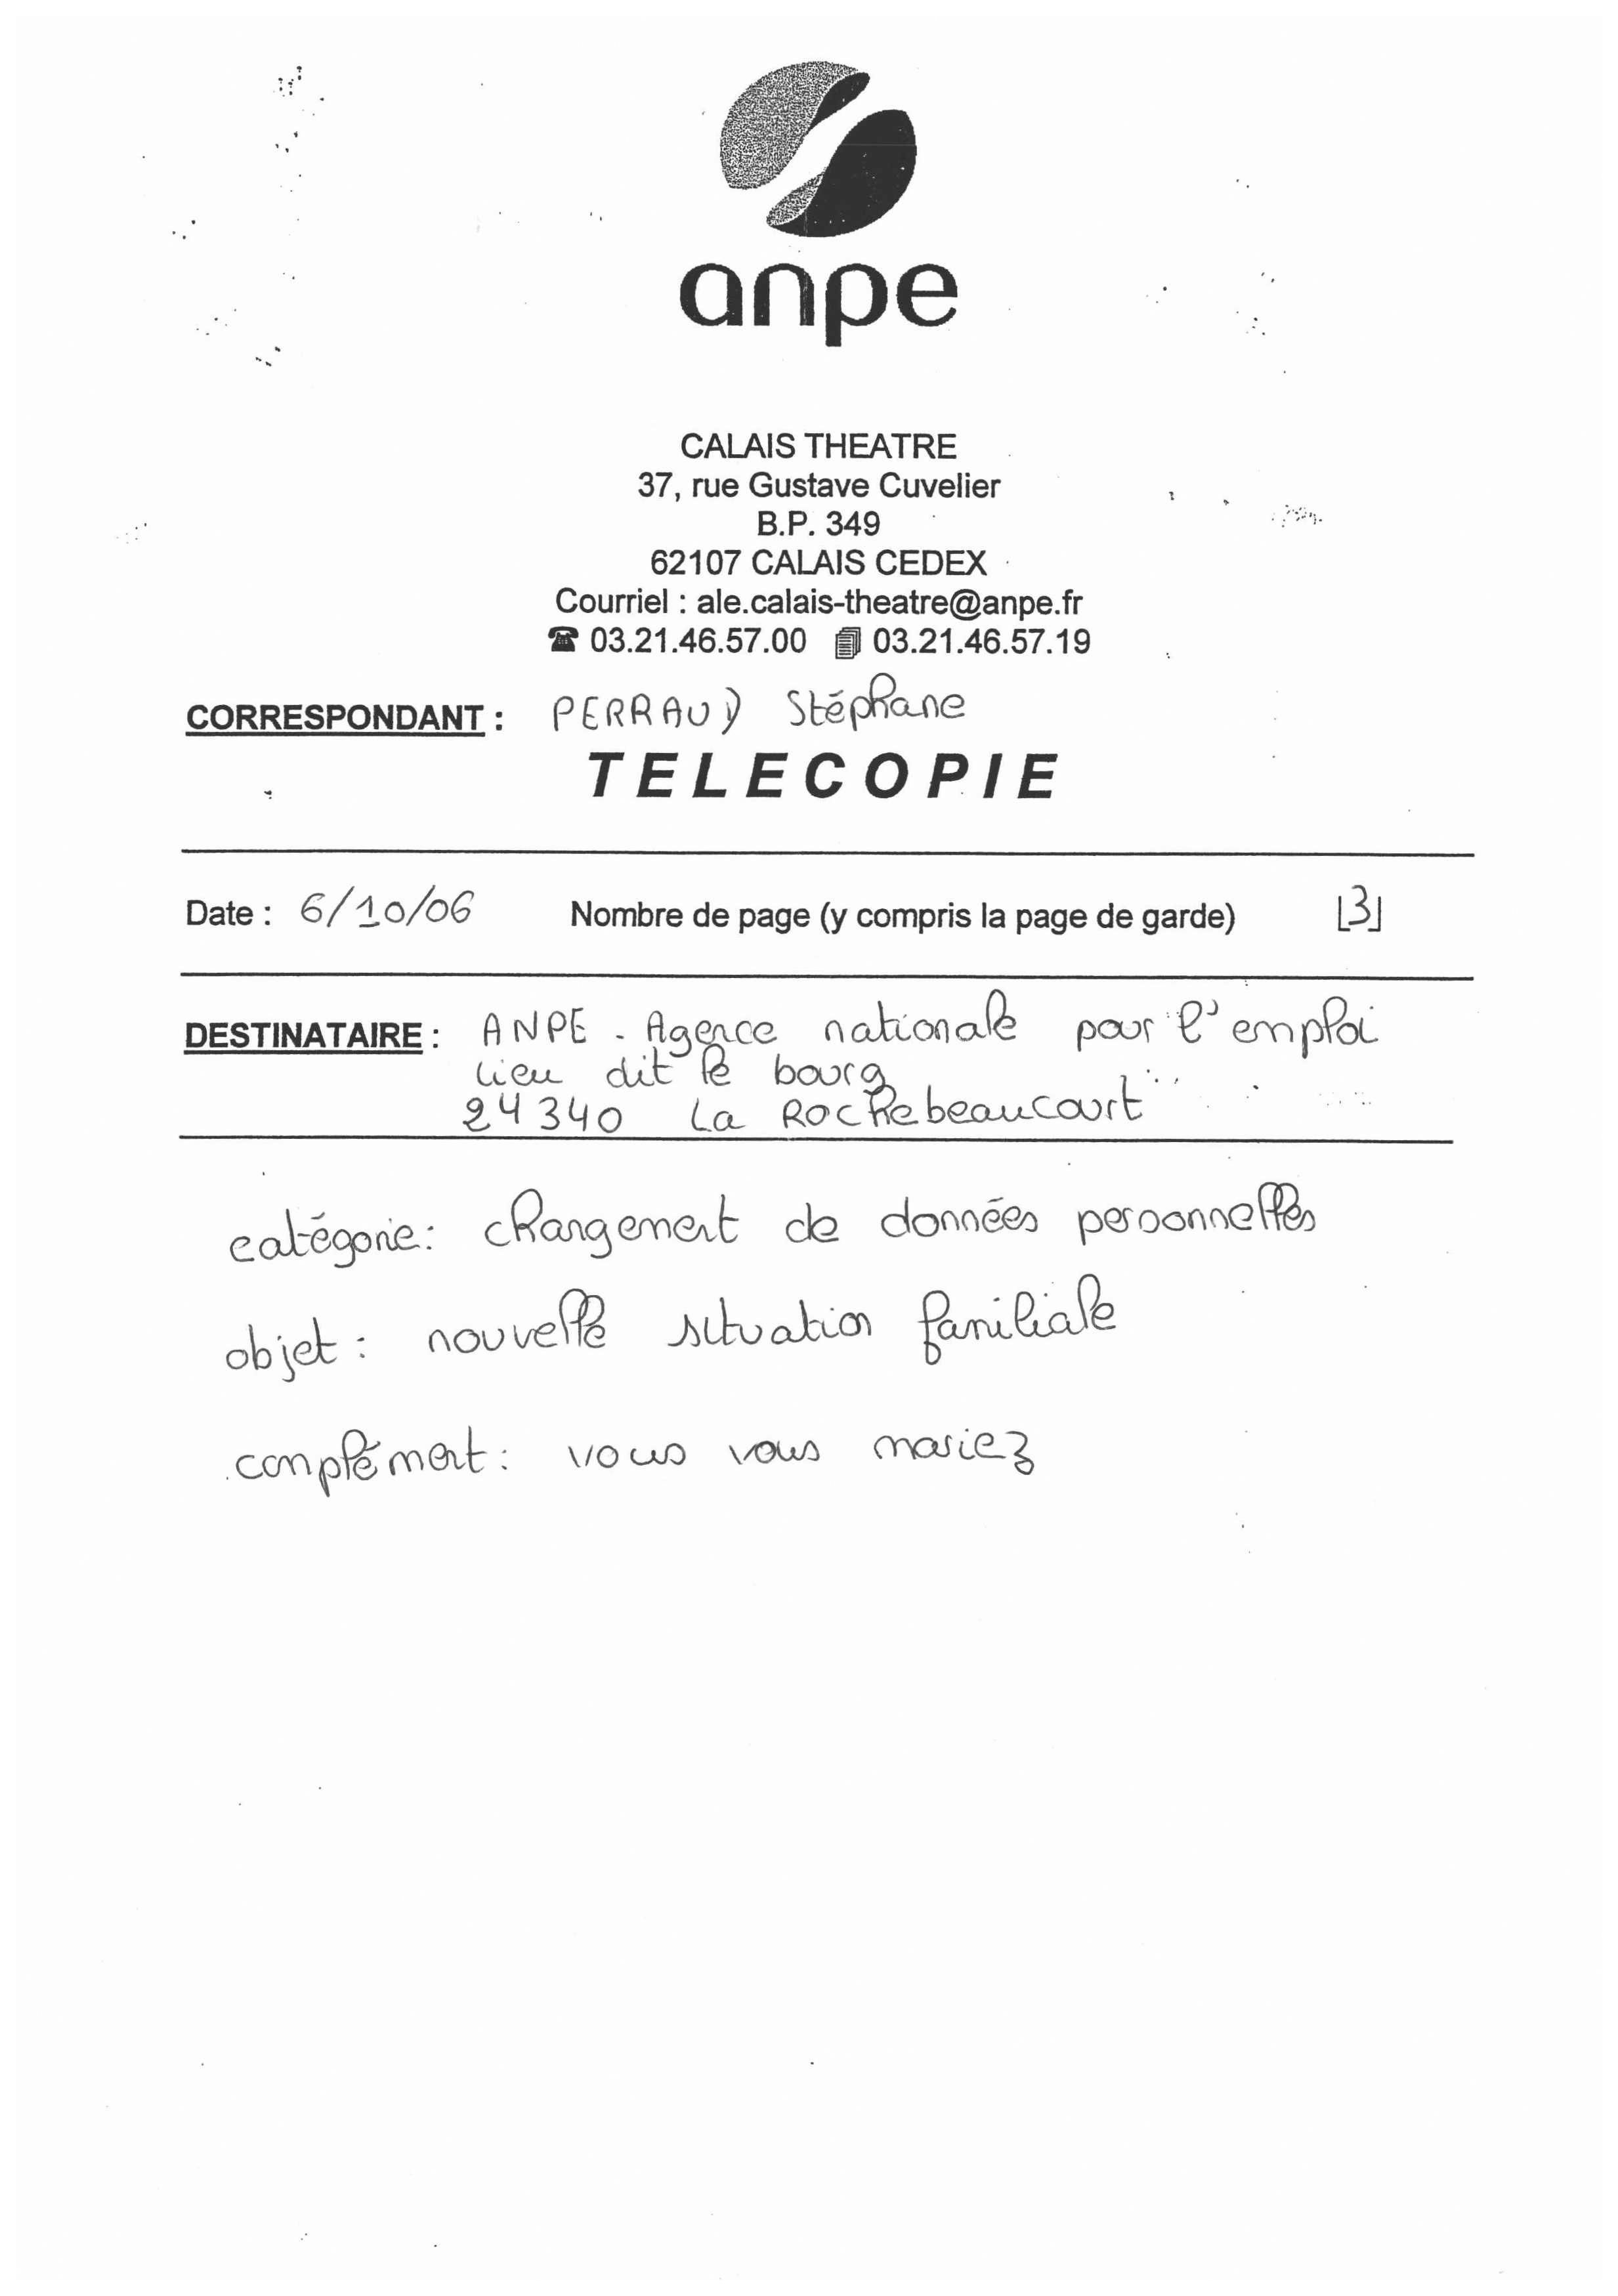 anpe
CALAIS THEATRE
37, rue Gustave Cuvelier
B.P. 349
62107 CALAIS CEDEX
Courriel : ale.calais-theatre@anpe.fr
☎ 03.21.46.57.00 03.21.46.57.19
CORRESPONDANT : PERRAUD Stéphane
TELECOPIE
Date : 6/10/06 Nombre de page (y compris la page de garde) 3
DESTINATAIRE : ANPE - Agence nationale pour l'emploi
lieu dit le bourg
24340 La Rochebeaucourt
catégorie : changement de données personnelles
objet : nouvelle situation familiale
complément : vous vous mariez